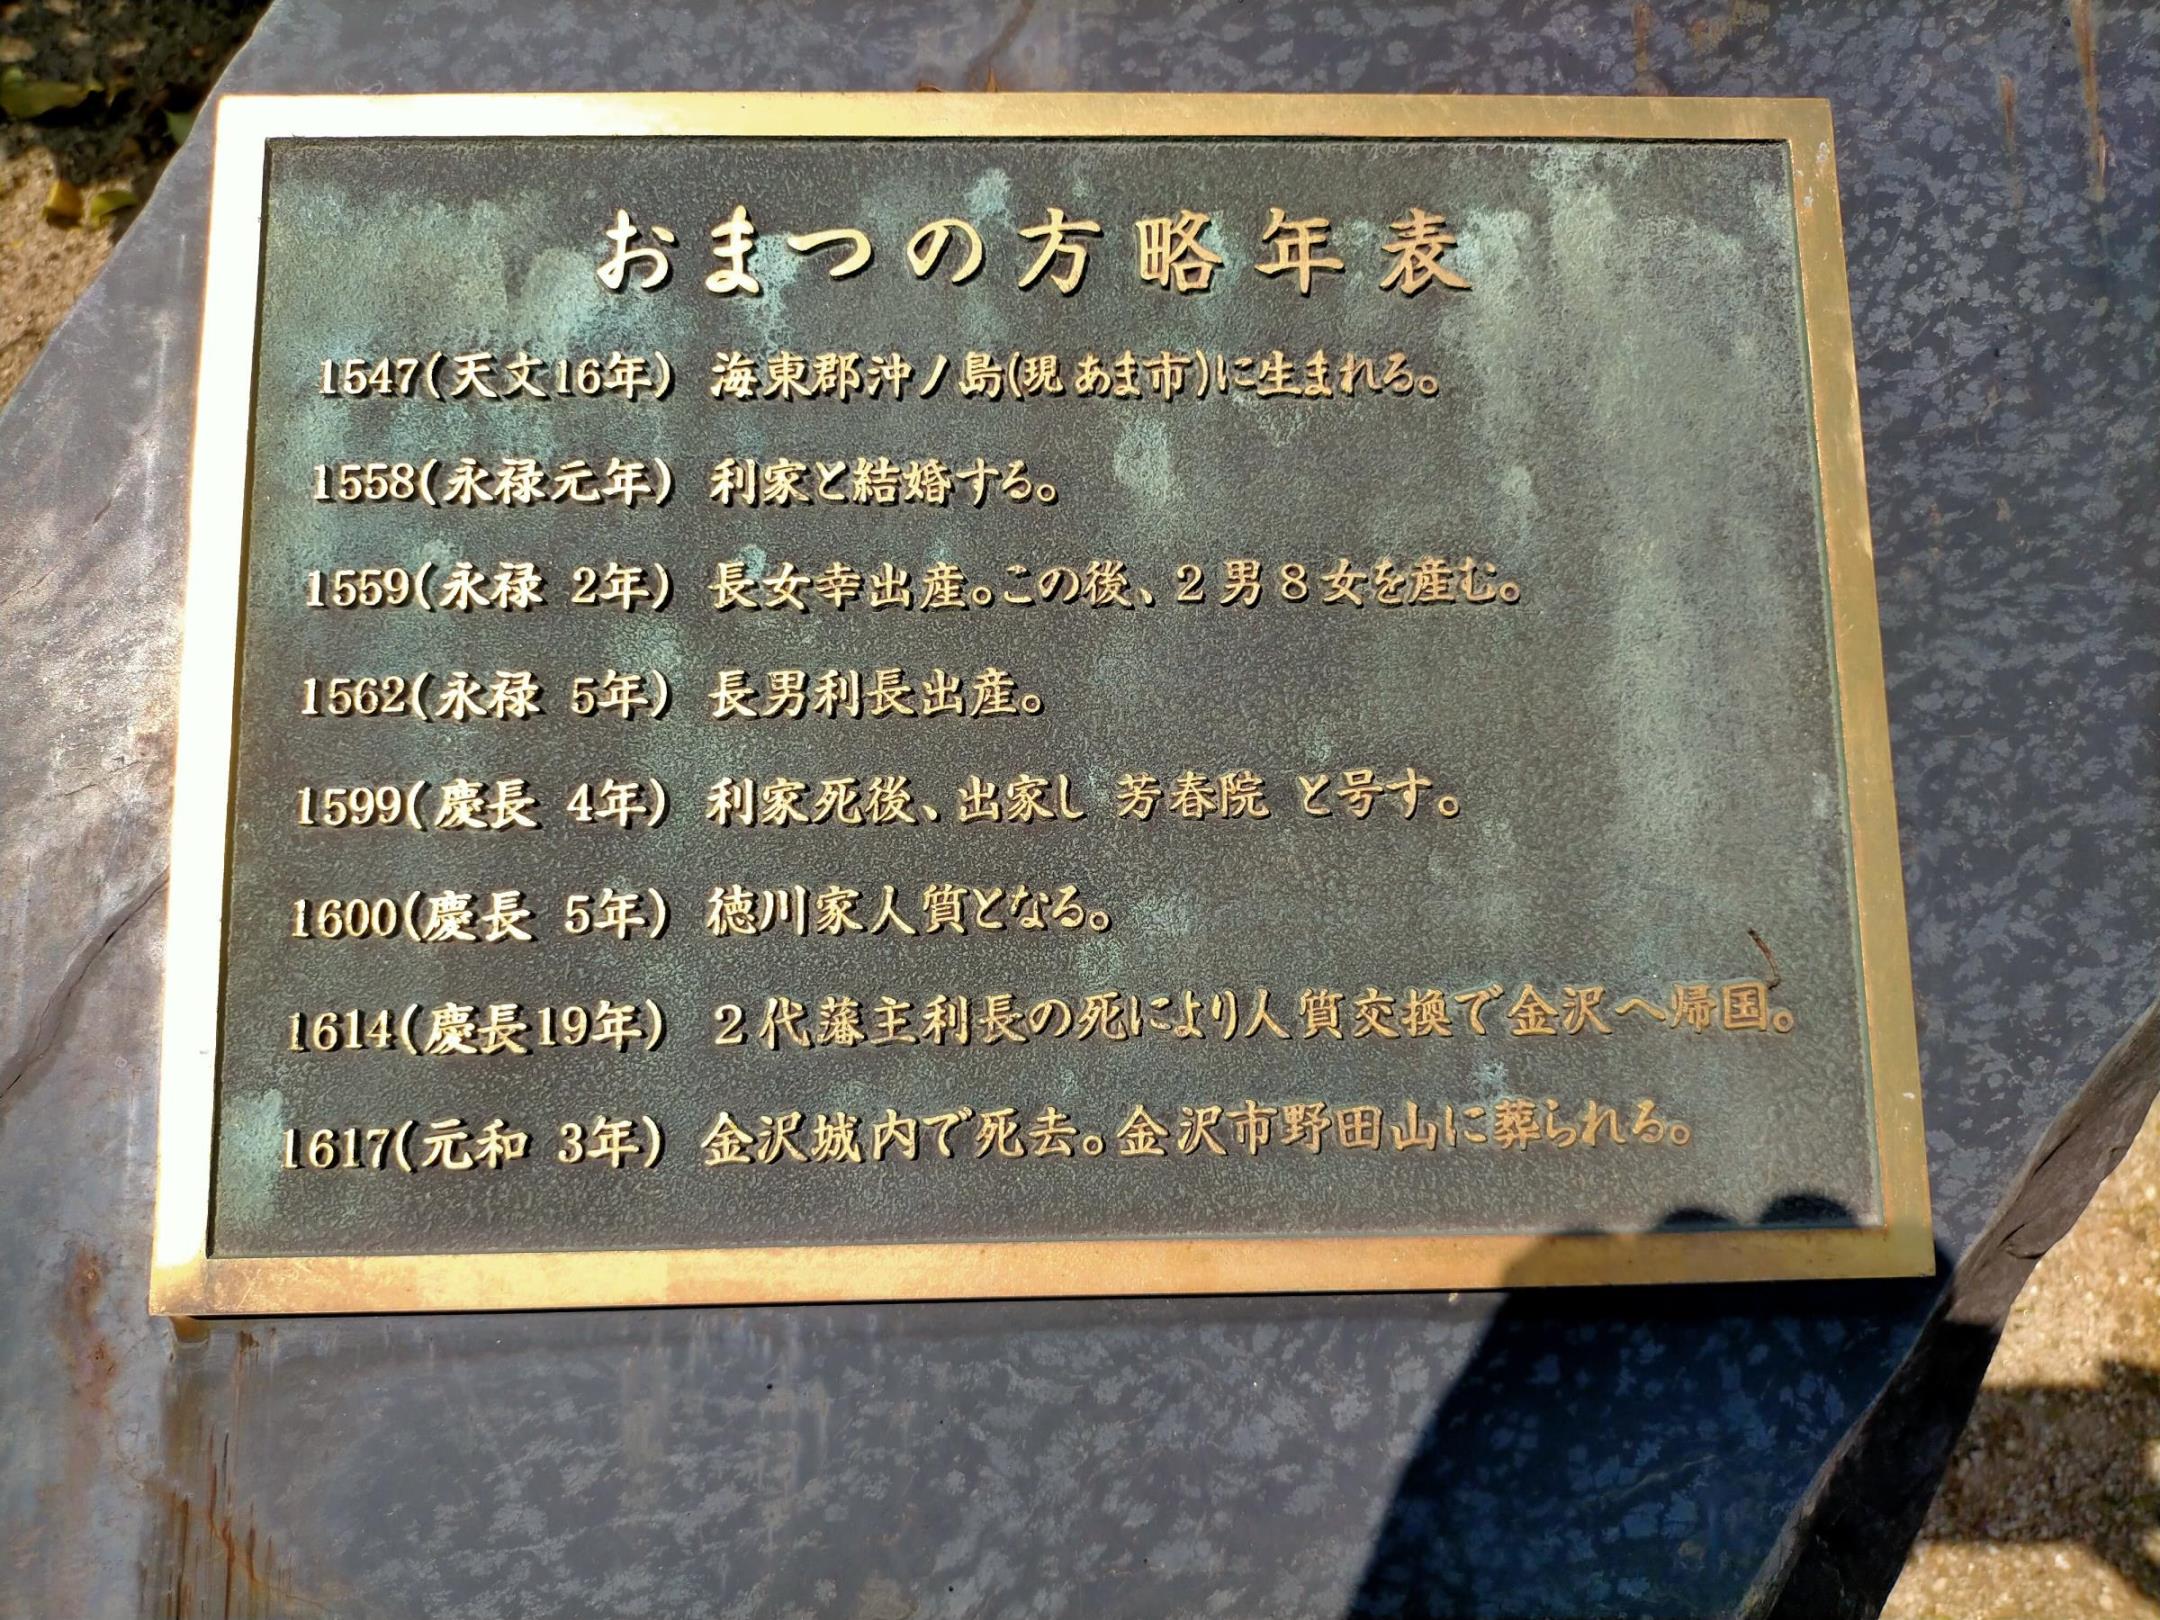 おまつの方略年表
1547(天文16年) 海東郡沖ノ島(現あま市)に生まれる。
1558(永禄元年) 利家と結婚する。
1559(永禄 2年) 長女幸出産。この後、2男8女を産む。
1562(永禄 5年) 長男利長出産。
1599(慶長 4年) 利家死後、出家し 芳春院 と号す。
1600(慶長 5年) 徳川家人質となる。
1614(慶長19年) 2代藩主利長の死により人質交換で金沢へ帰国。
1617(元和 3年) 金沢城内で死去。金沢市野田山に葬られる。